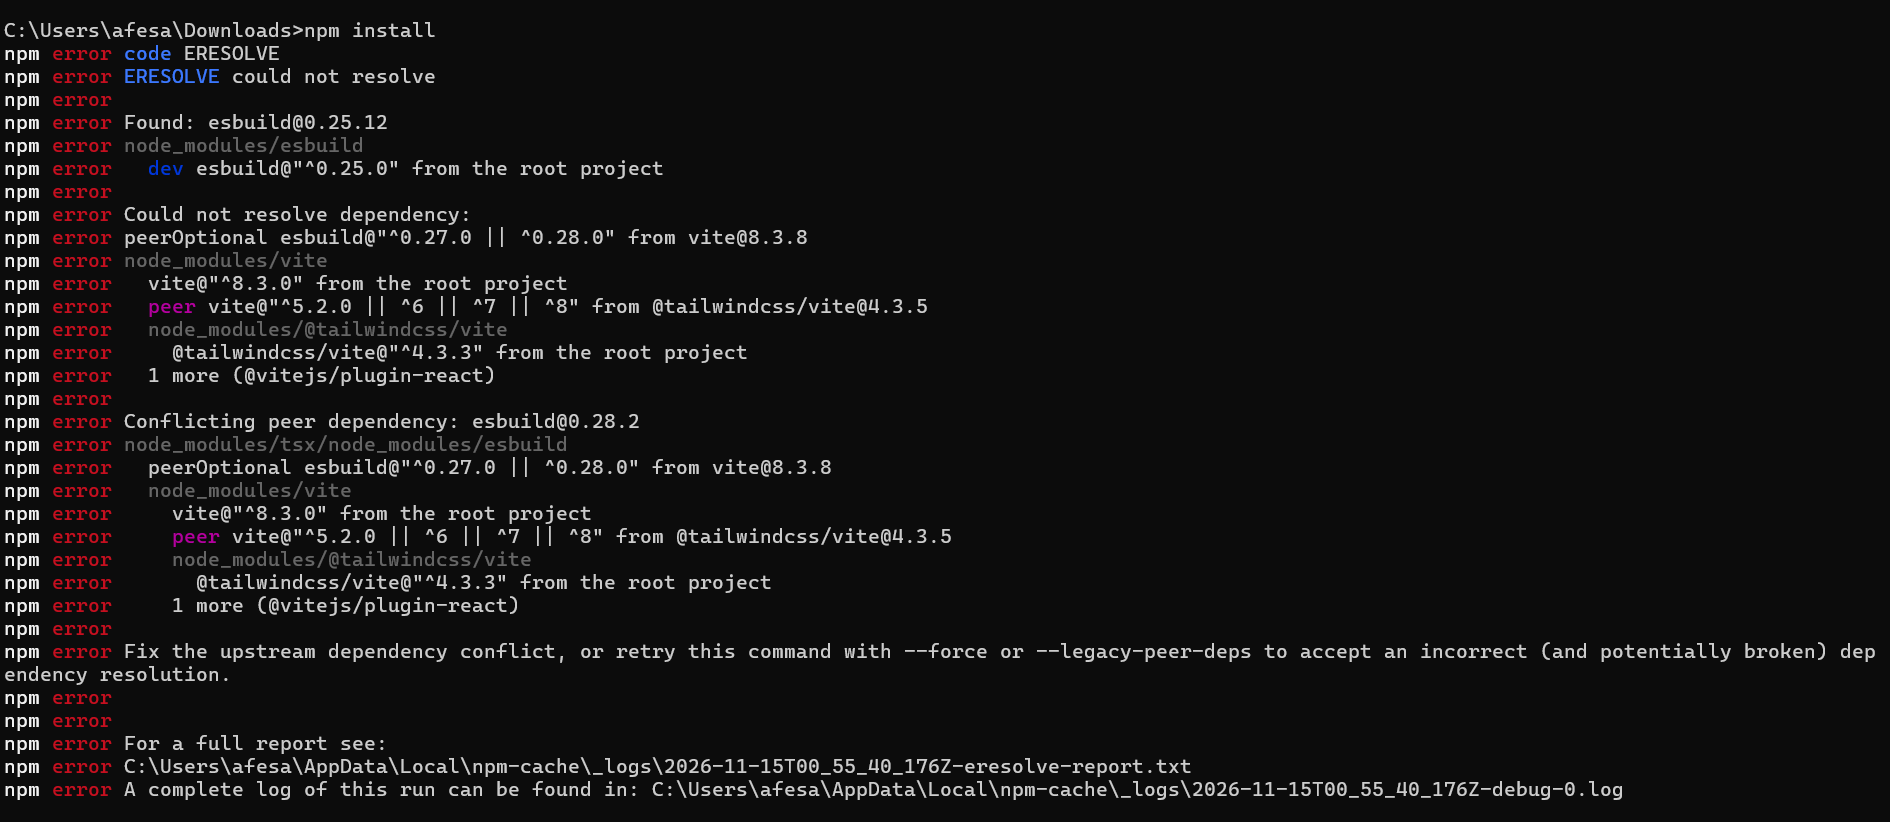 C:\Users\afesa\Downloads>npm install
npm error code ERESOLVE
npm error ERESOLVE could not resolve
npm error
npm error Found: esbuild@0.25.12
npm error node_modules/esbuild
npm error   dev esbuild@"^0.25.0" from the root project
npm error
npm error Could not resolve dependency:
npm error peerOptional esbuild@"^0.27.0 || ^0.28.0" from vite@8.3.8
npm error node_modules/vite
npm error   vite@"^8.3.0" from the root project
npm error   peer vite@"^5.2.0 || ^6 || ^7 || ^8" from @tailwindcss/vite@4.3.5
npm error   node_modules/@tailwindcss/vite
npm error     @tailwindcss/vite@"^4.3.3" from the root project
npm error   1 more (@vitejs/plugin-react)
npm error
npm error Conflicting peer dependency: esbuild@0.28.2
npm error node_modules/tsx/node_modules/esbuild
npm error   peerOptional esbuild@"^0.27.0 || ^0.28.0" from vite@8.3.8
npm error   node_modules/vite
npm error     vite@"^8.3.0" from the root project
npm error     peer vite@"^5.2.0 || ^6 || ^7 || ^8" from @tailwindcss/vite@4.3.5
npm error     node_modules/@tailwindcss/vite
npm error       @tailwindcss/vite@"^4.3.3" from the root project
npm error     1 more (@vitejs/plugin-react)
npm error
npm error Fix the upstream dependency conflict, or retry this command with --force or --legacy-peer-deps to accept an incorrect (and potentially broken) dep
endency resolution.
npm error
npm error
npm error For a full report see:
npm error C:\Users\afesa\AppData\Local\npm-cache\_logs\2026-11-15T00_55_40_176Z-eresolve-report.txt
npm error A complete log of this run can be found in: C:\Users\afesa\AppData\Local\npm-cache\_logs\2026-11-15T00_55_40_176Z-debug-0.log